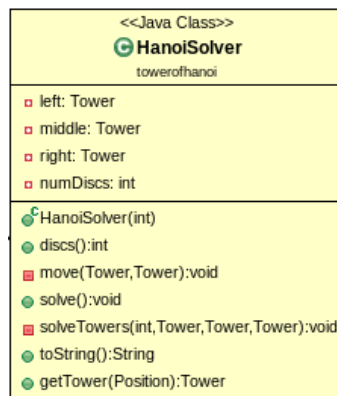 <<Java Class>>
C HanoiSolver
towerofhanoi
left: Tower
middle: Tower
right: Tower
numDiscs: int
C HanoiSolver(int)
discs():int
move(Tower,Tower):void
solve():void
solveTowers(int,Tower,Tower,Tower):void
toString():String
getTower(Position):Tower